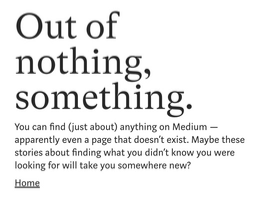 Out of
nothing,
something.
You can find (just about) anything on Medium —
apparently even a page that doesn't exist. Maybe these
stories about finding what you didn't know you were
looking for will take you somewhere new?
Home